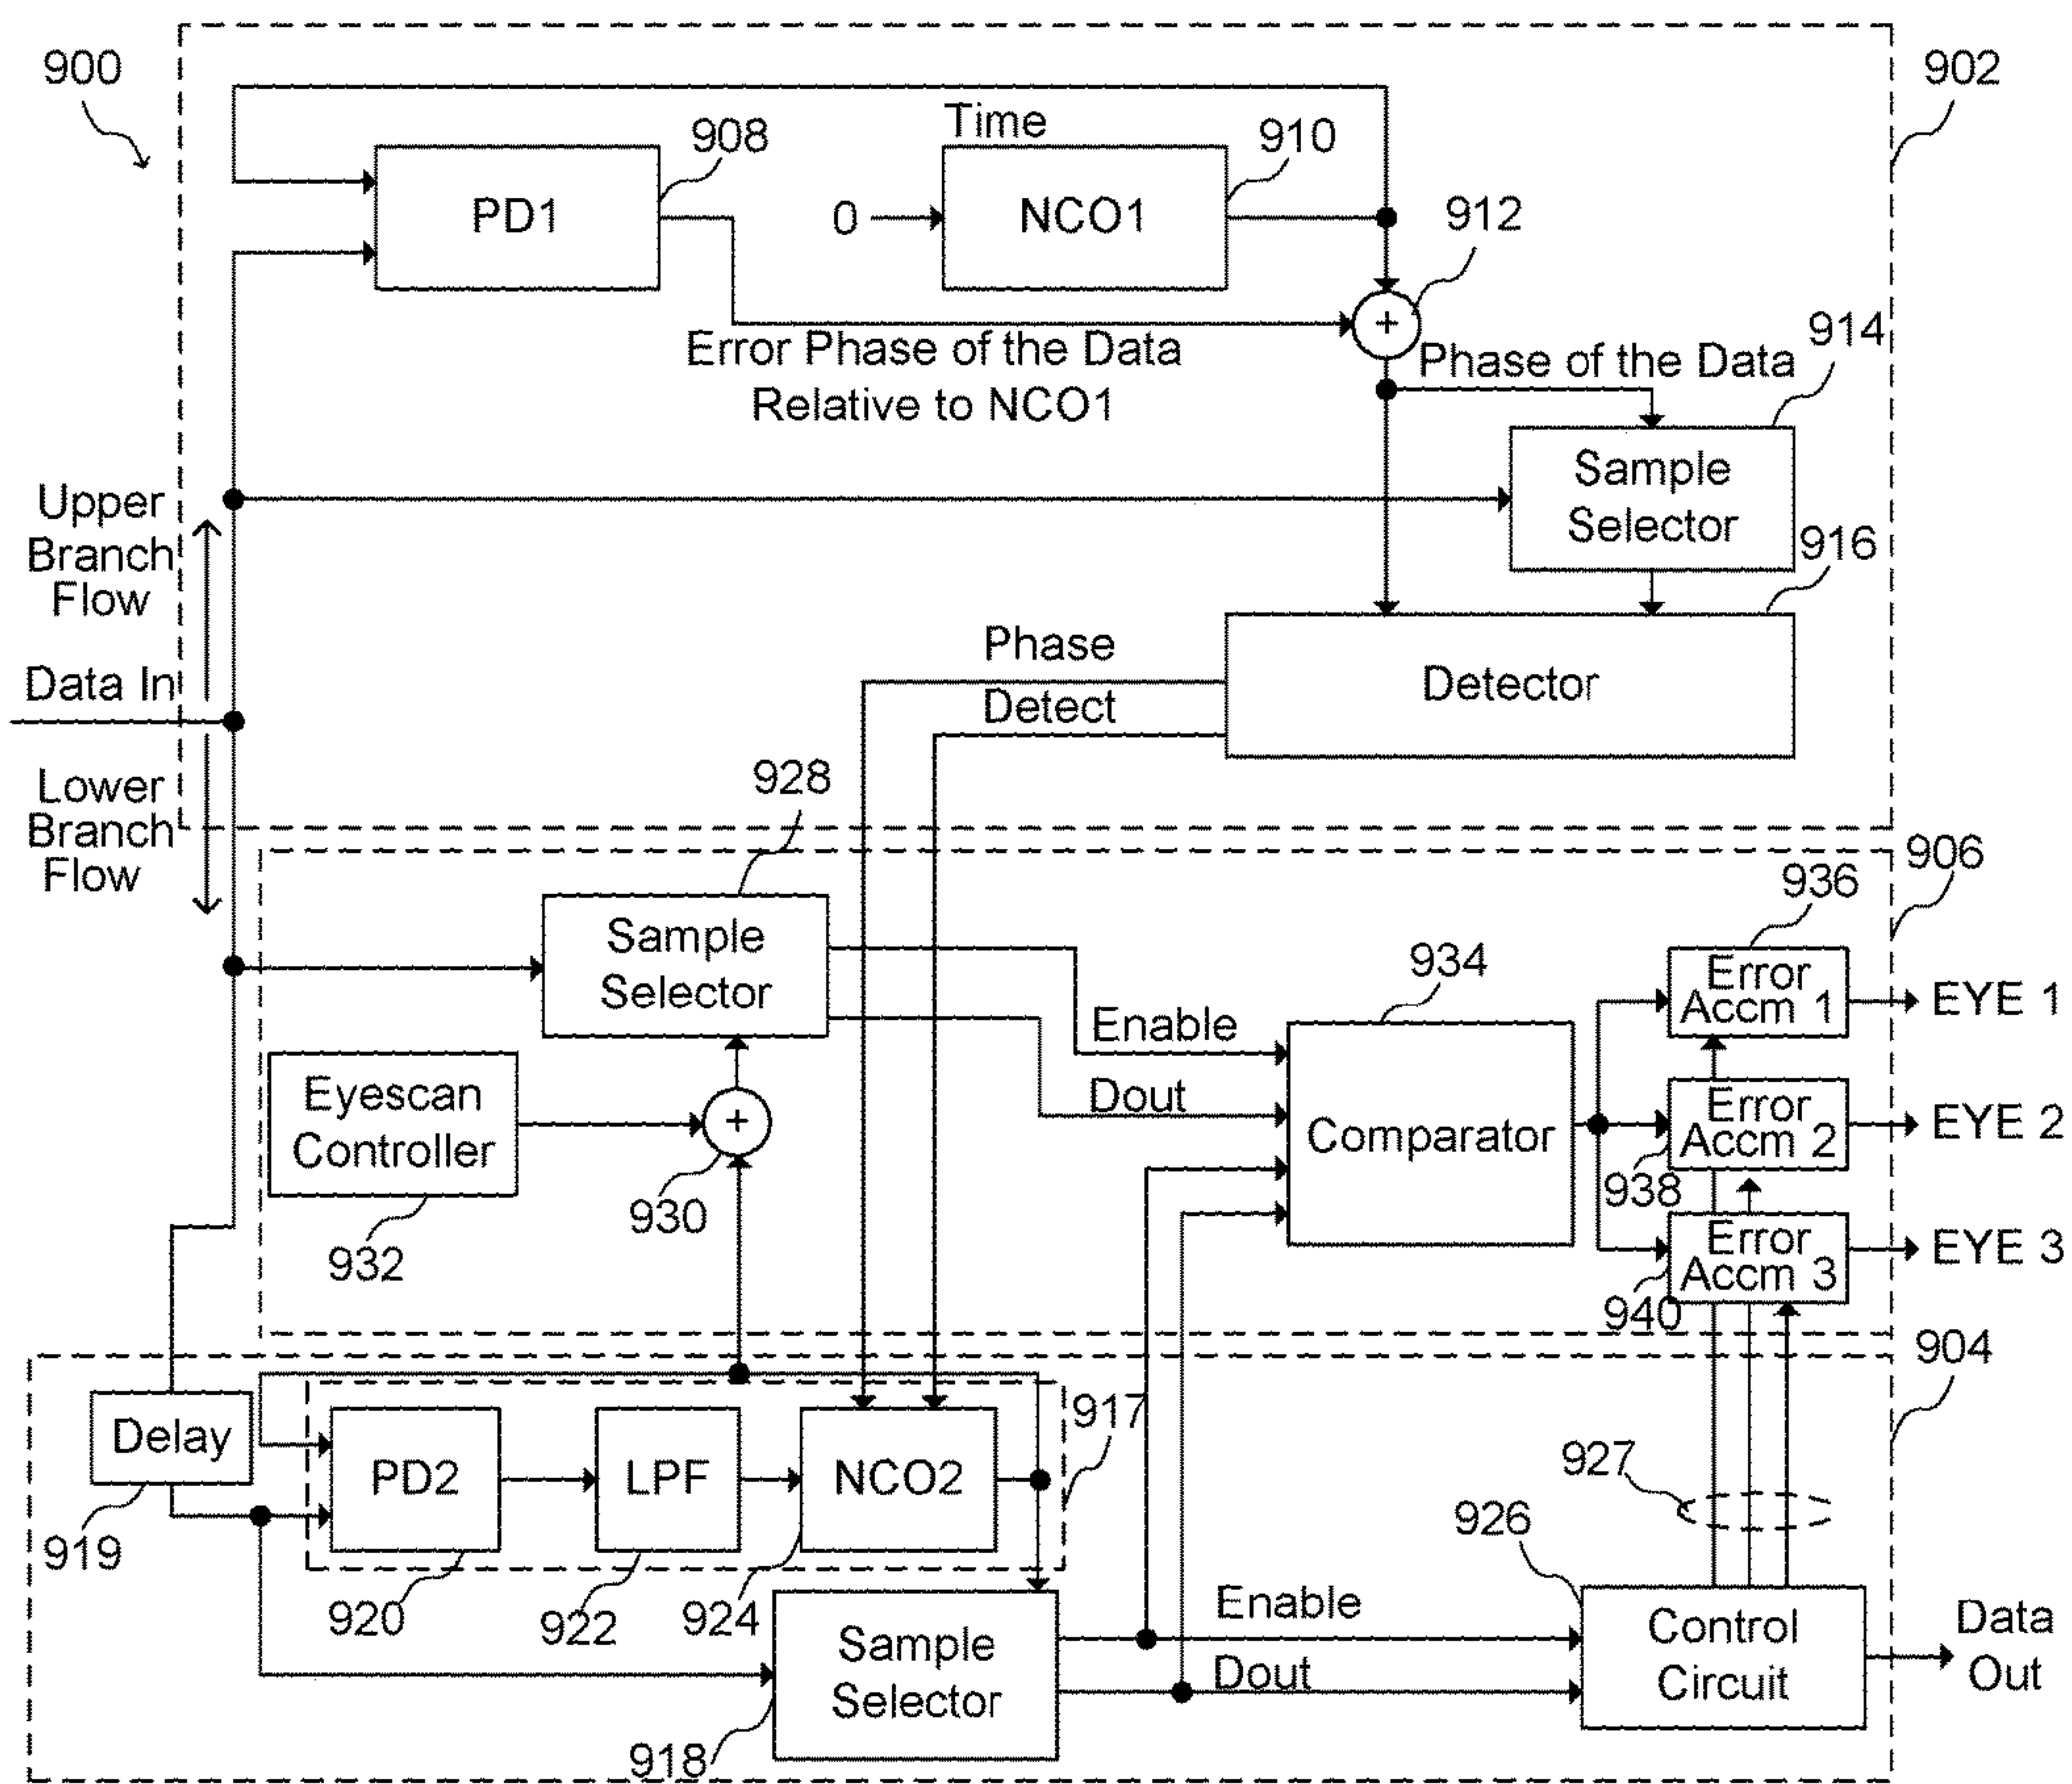 900
902
Time
908
910
PD1
0
NCO1
912
Error Phase of the Data
Relative to NCO1
Phase of the Data
914
Sample
Selector
916
Upper
Branch
Flow
Data In
Phase
Detect
Detector
Lower
Branch
Flow
928
906
936
Sample
Selector
934
Error
Accm 1
EYE 1
Enable
Eyescan
Controller
Dout
Comparator
Error
Accm 2
EYE 2
930
938
932
Error
Accm 3
EYE 3
940
904
Delay
917
PD2
LPF
NCO2
927
919
926
920
922
924
Enable
Sample
Selector
Control
Circuit
Data
Out
Dout
918